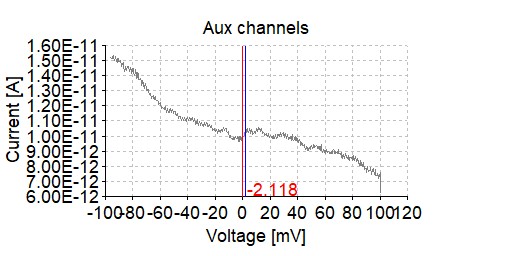 Aux channels
1.60E-11
1.50E-11
1.40E-11
1.30E-11
1.20E-11
1.10E-11
1.00E-11
9.00E-12
8.00E-12
7.00E-12
6.00E-12
Current [A]
-2.118
-100 -80 -60 -40 -20 0 20 40 60 80 100 120
Voltage [mV]